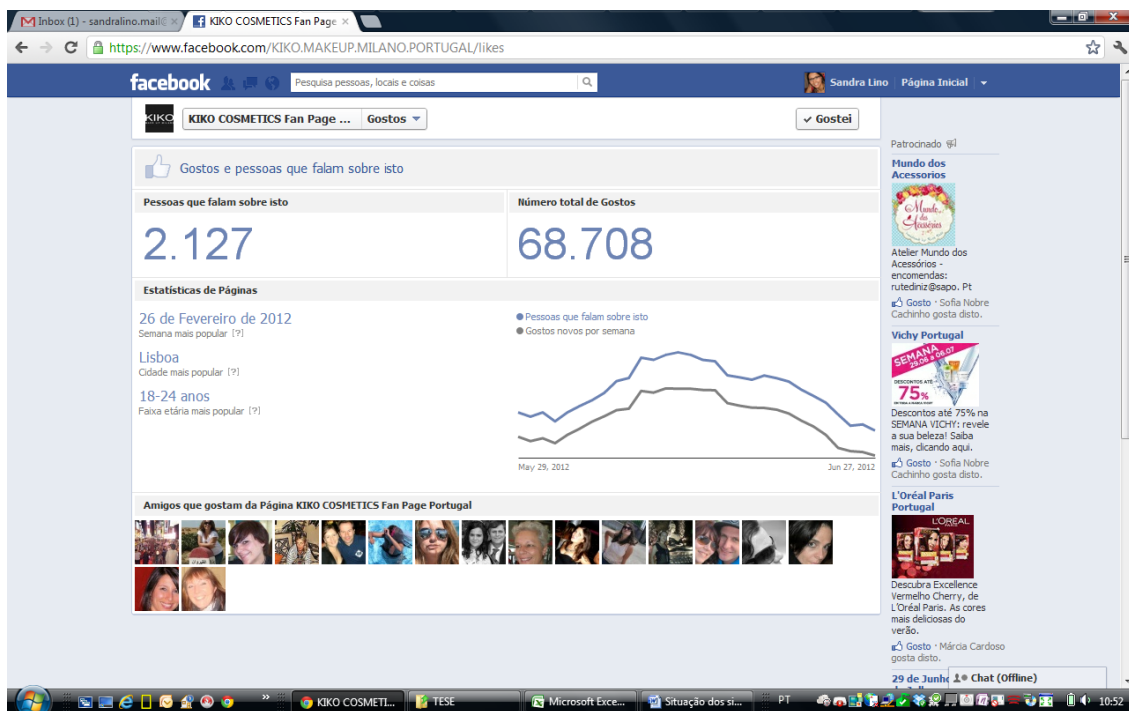 Inbox (1) - sandralino.mail@
KIKO COSMETICS Fan Page
https://www.facebook.com/KIKO.MAKEUP.MILANO.PORTUGAL/likes
facebook
Pesquisa pessoas, locais e coisas
Sandra Lino
Página Inicial
KIKO
KIKO COSMETICS Fan Page ...
Gostos
Gostei
Gostos e pessoas que falam sobre isto
Pessoas que falam sobre isto
Número total de Gostos
2.127
68.708
Estatísticas de Páginas
26 de Fevereiro de 2012
Semana mais popular [?]
Lisboa
Cidade mais popular [?]
18-24 anos
Faixa etária mais popular [?]
Pessoas que falam sobre isto
Gostos novos por semana
May 29, 2012
Jun 27, 2012
Amigos que gostam da Página KIKO COSMETICS Fan Page Portugal
Patrocinado
Mundo dos
Acessorios
Mundo
dos
Acessórios
Atelier Mundo dos
Acessórios -
encomendas:
rutediniz@sapo. Pt
Gosto · Sofia Nobre
Cachinho gosta disto.
Vichy Portugal
SEMANA
29.06 a 06.07
DESCONTOS ATÉ
75%
Descontos até 75% na
SEMANA VICHY: revele
a sua beleza! Saiba
mais, clicando aqui.
Gosto · Sofia Nobre
Cachinho gosta disto.
L'Oréal Paris
Portugal
L'ORÉAL
Descubra Excellence
Vermelho Cherry, de
L'Oréal Paris. As cores
mais deliciosas do
verão.
Gosto · Márcia Cardoso
gosta disto.
29 de Junho
Chat (Offline)
KIKO COSMETI...
TESE
Microsoft Exce...
Situação dos si...
PT
10:52